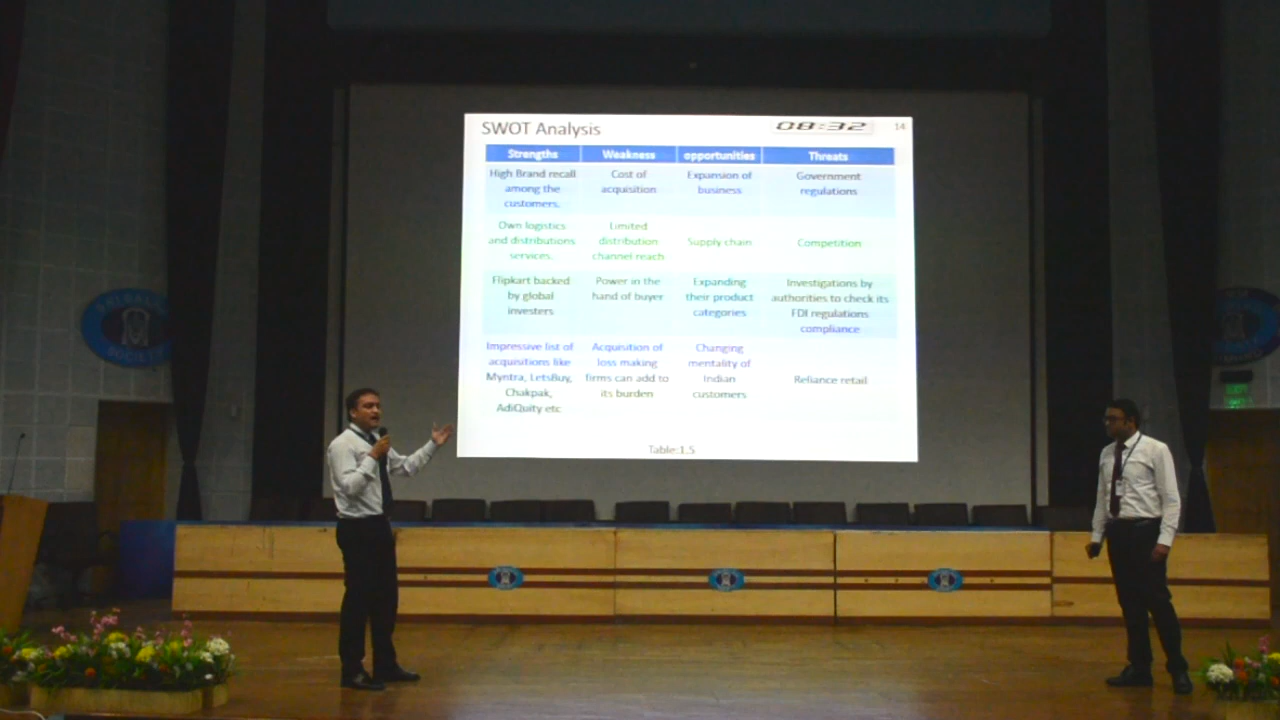 SWOT Analysis
08:32
14
Strengths
Weakness
opportunities
Threats
High Brand recall
among the
customers.
Cost of
acquisition
Expansion of
business
Government
regulations
Own logistics
and distributions
services.
Limited
distribution
channel reach
Supply chain
Competition
Flipkart backed
by global
investers
Power in the
hand of buyer
Expanding
their product
categories
Investigations by
authorities to check its
FDI regulations
compliance
Impressive list of
acquisitions like
Myntra, LetsBuy,
Chakpak,
AdiQuity etc
Acquisition of
loss making
firms can add to
its burden
Changing
mentality of
Indian
customers
Reliance retail
Table:1.5
SOCIETY